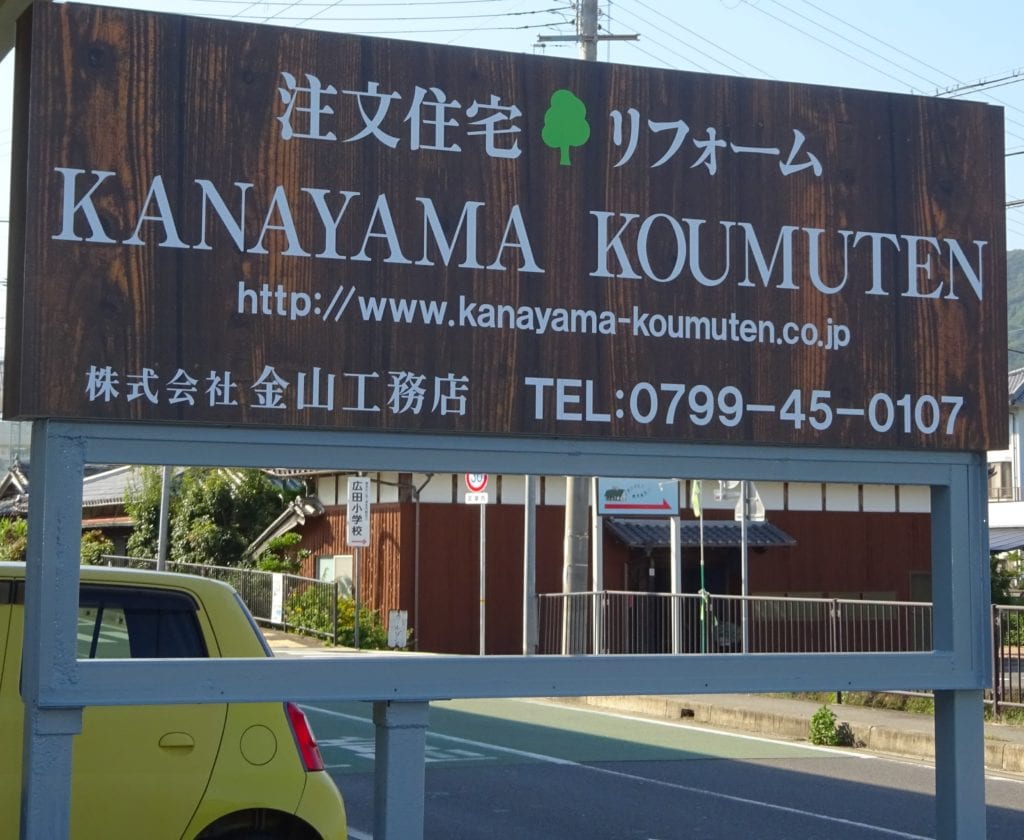 注文住宅 リフォーム
KANAYAMA KOUMUTEN
http://www.kanayama-koumuten.co.jp
株式会社 金山工務店 TEL:0799-45-0107
広田小学校
30